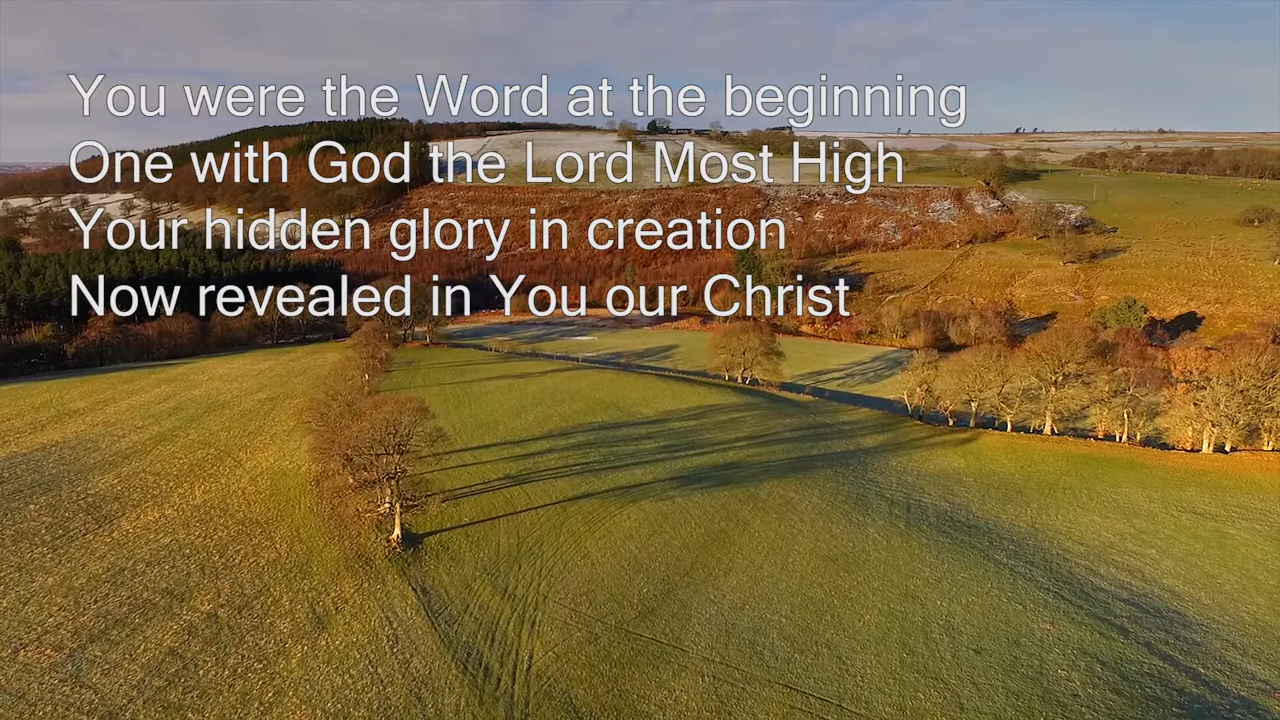 You were the Word at the beginning
One with God the Lord Most High
Your hidden glory in creation
Now revealed in You our Christ